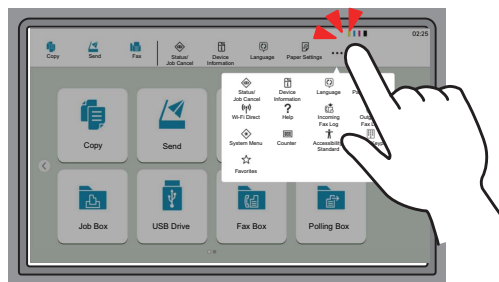 02:25
Copy
Send
Fax
Status/
Job Cancel
Device
Information
Language
Paper Settings
Status/
Job Cancel
Device
Information
Language
Wi-Fi Direct
Help
Incoming
Fax Log
System Menu
Counter
Accessibility
Standard
Favorites
Copy
Send
Job Box
USB Drive
Fax Box
Polling Box